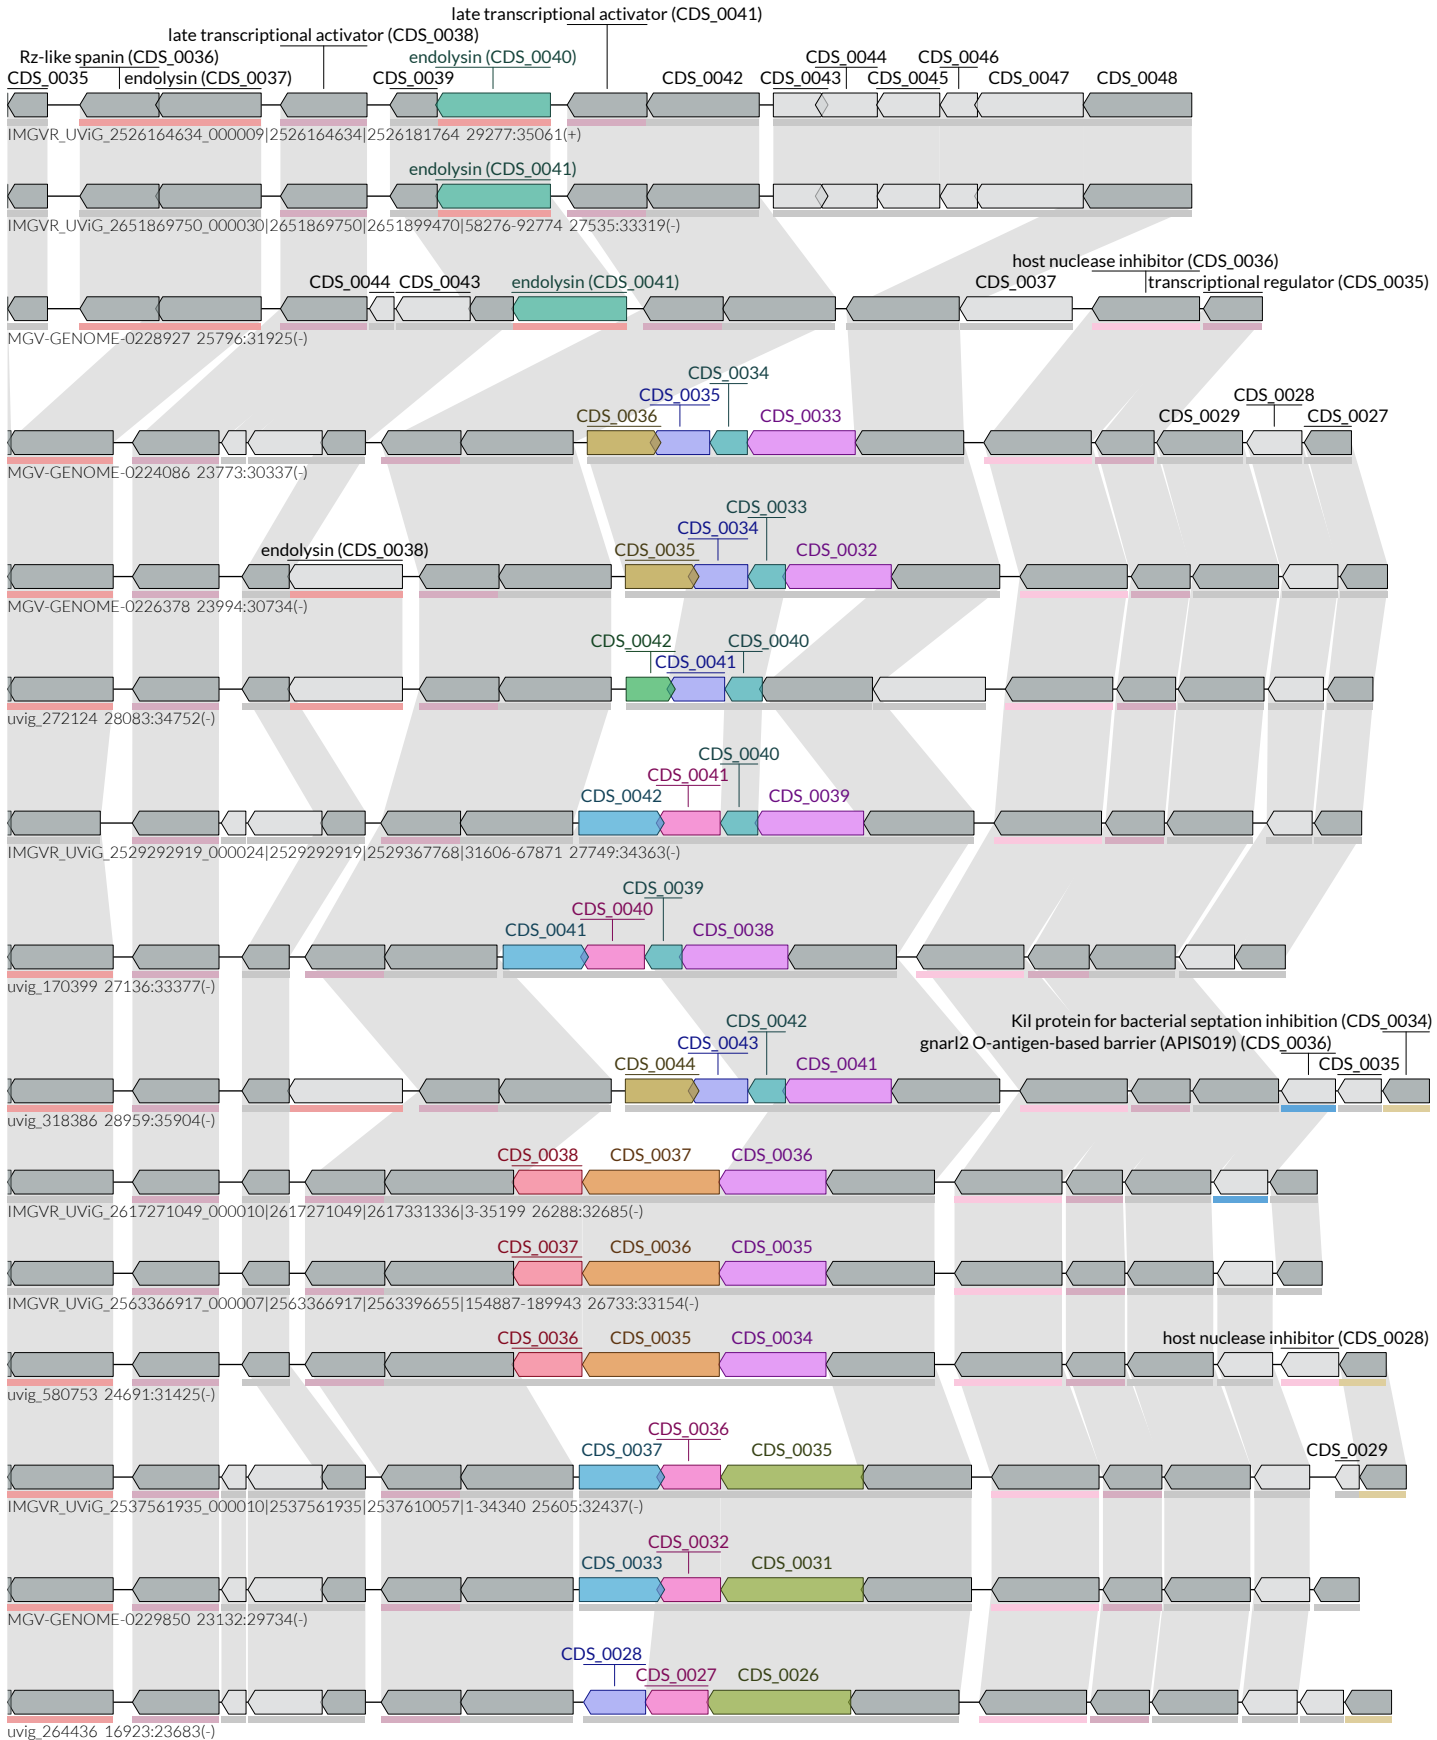 late transcriptional activator (CDS_0041)
late transcriptional activator (CDS_0038)
Rz-like spanin (CDS_0036) endolysin (CDS_0040) CDS_0044 CDS_0046
CDS_0035 endolysin (CDS_0037) CDS_0039 CDS_0042 CDS_0043 CDS_0045 CDS_0047 CDS_0048
IMGVR_UViG_2526164634_000009|2526164634|2526181764 29277:35061(+)
endolysin (CDS_0041)
IMGVR_UViG_2651869750_000030|2651869750|2651899470|58276-92774 27535:33319(-)
host nuclease inhibitor (CDS_0036)
CDS_0044 CDS_0043 endolysin (CDS_0041) CDS_0037 transcriptional regulator (CDS_0035)
MGV-GENOME-0228927 25796:31925(-)
CDS_0034
CDS_0035 CDS_0028
CDS_0036 CDS_0033 CDS_0029 CDS_0027
MGV-GENOME-0224086 23773:30337(-)
CDS_0033
CDS_0034
endolysin (CDS_0038) CDS_0035 CDS_0032
MGV-GENOME-0226378 23994:30734(-)
CDS_0042 CDS_0040
CDS_0041
uvig_272124 28083:34752(-)
CDS_0040
CDS_0041
CDS_0042 CDS_0039
IMGVR_UViG_2529292919_000024|2529292919|2529367768|31606-67871 27749:34363(-)
CDS_0039
CDS_0040
CDS_0041 CDS_0038
uvig_170399 27136:33377(-)
CDS_0042 Kil protein for bacterial septation inhibition (CDS_0034)
CDS_0043 gnarl2 O-antigen-based barrier (APIS019) (CDS_0036)
CDS_0044 CDS_0041 CDS_0035
uvig_318386 28959:35904(-)
CDS_0038 CDS_0037 CDS_0036
IMGVR_UViG_2617271049_000010|2617271049|2617331336|3-35199 26288:32685(-)
CDS_0037 CDS_0036 CDS_0035
IMGVR_UViG_2563366917_000007|2563366917|2563396655|154887-189943 26733:33154(-)
CDS_0036 CDS_0035 CDS_0034 host nuclease inhibitor (CDS_0028)
uvig_580753 24691:31425(-)
CDS_0036
CDS_0037 CDS_0035 CDS_0029
IMGVR_UViG_2537561935_000010|2537561935|2537610057|1-34340 25605:32437(-)
CDS_0032
CDS_0033 CDS_0031
MGV-GENOME-0229850 23132:29734(-)
CDS_0028
CDS_0027 CDS_0026
uvig_264436 16923:23683(-)